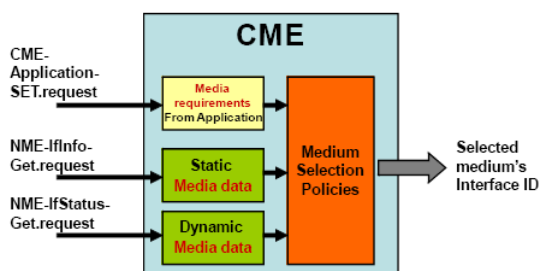 CME
CME-
Application-
SET.request
Media
requirements
From Application
NME-IfInfo-
Get.request
Static
Media data
Medium
Selection
Policies
Selected
medium's
Interface ID
NME-IfStatus-
Get.request
Dynamic
Media data